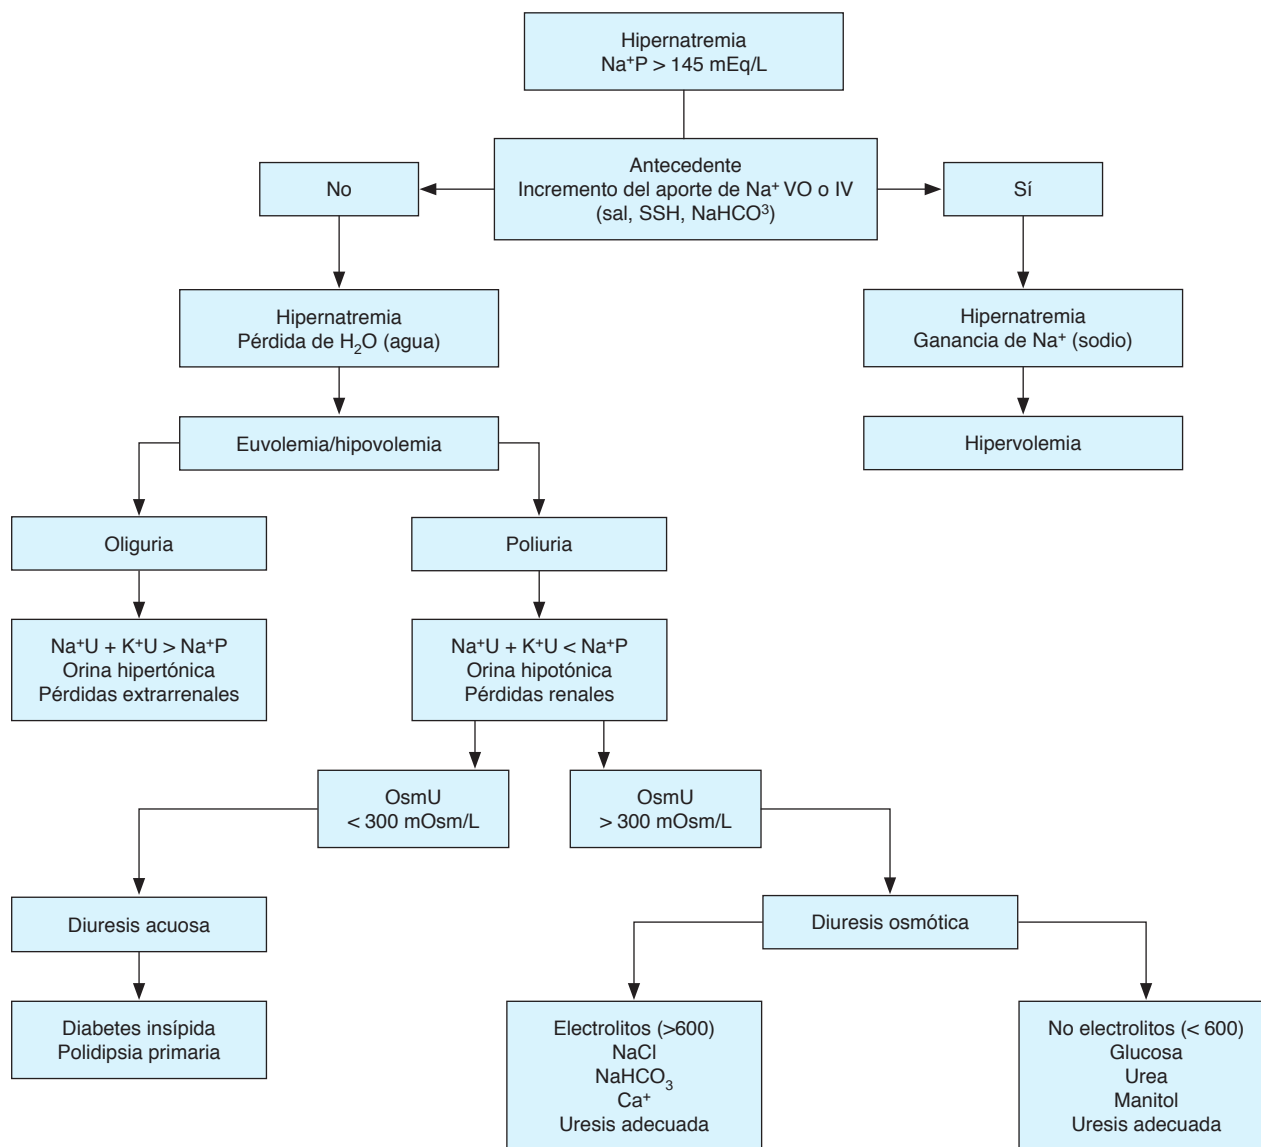 Hipernatremia
Na⁺P > 145 mEq/L
Antecedente
Incremento del aporte de Na⁺ VO o IV
(sal, SSH, NaHCO³)
No
Sí
Hipernatremia
Pérdida de H₂O (agua)
Hipernatremia
Ganancia de Na⁺ (sodio)
Euvolemia/hipovolemia
Hipervolemia
Oliguria
Poliuria
Na⁺U + K⁺U > Na⁺P
Orina hipertónica
Pérdidas extrarrenales
Na⁺U + K⁺U < Na⁺P
Orina hipotónica
Pérdidas renales
OsmU
< 300 mOsm/L
OsmU
> 300 mOsm/L
Diuresis acuosa
Diuresis osmótica
Diabetes insípida
Polidipsia primaria
Electrolitos (>600)
NaCl
NaHCO₃
Ca⁺
Uresis adecuada
No electrolitos (< 600)
Glucosa
Urea
Manitol
Uresis adecuada